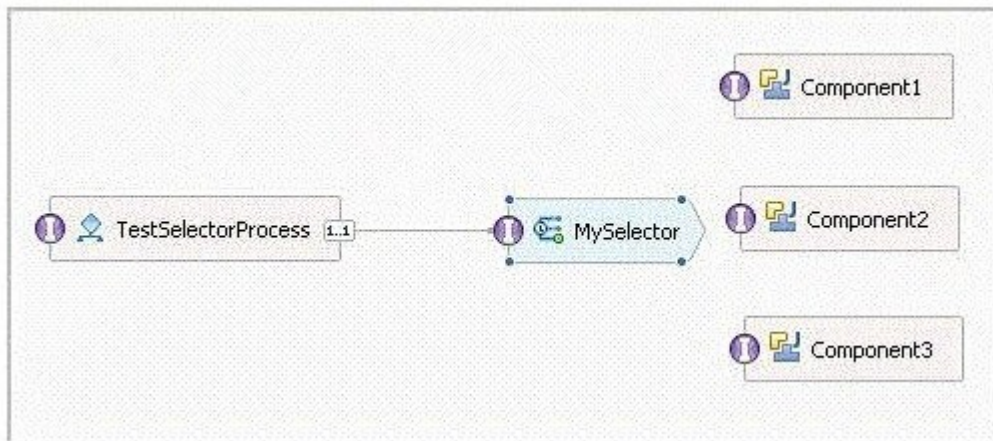 Component1
TestSelectorProcess 1..1
MySelector
Component2
Component3